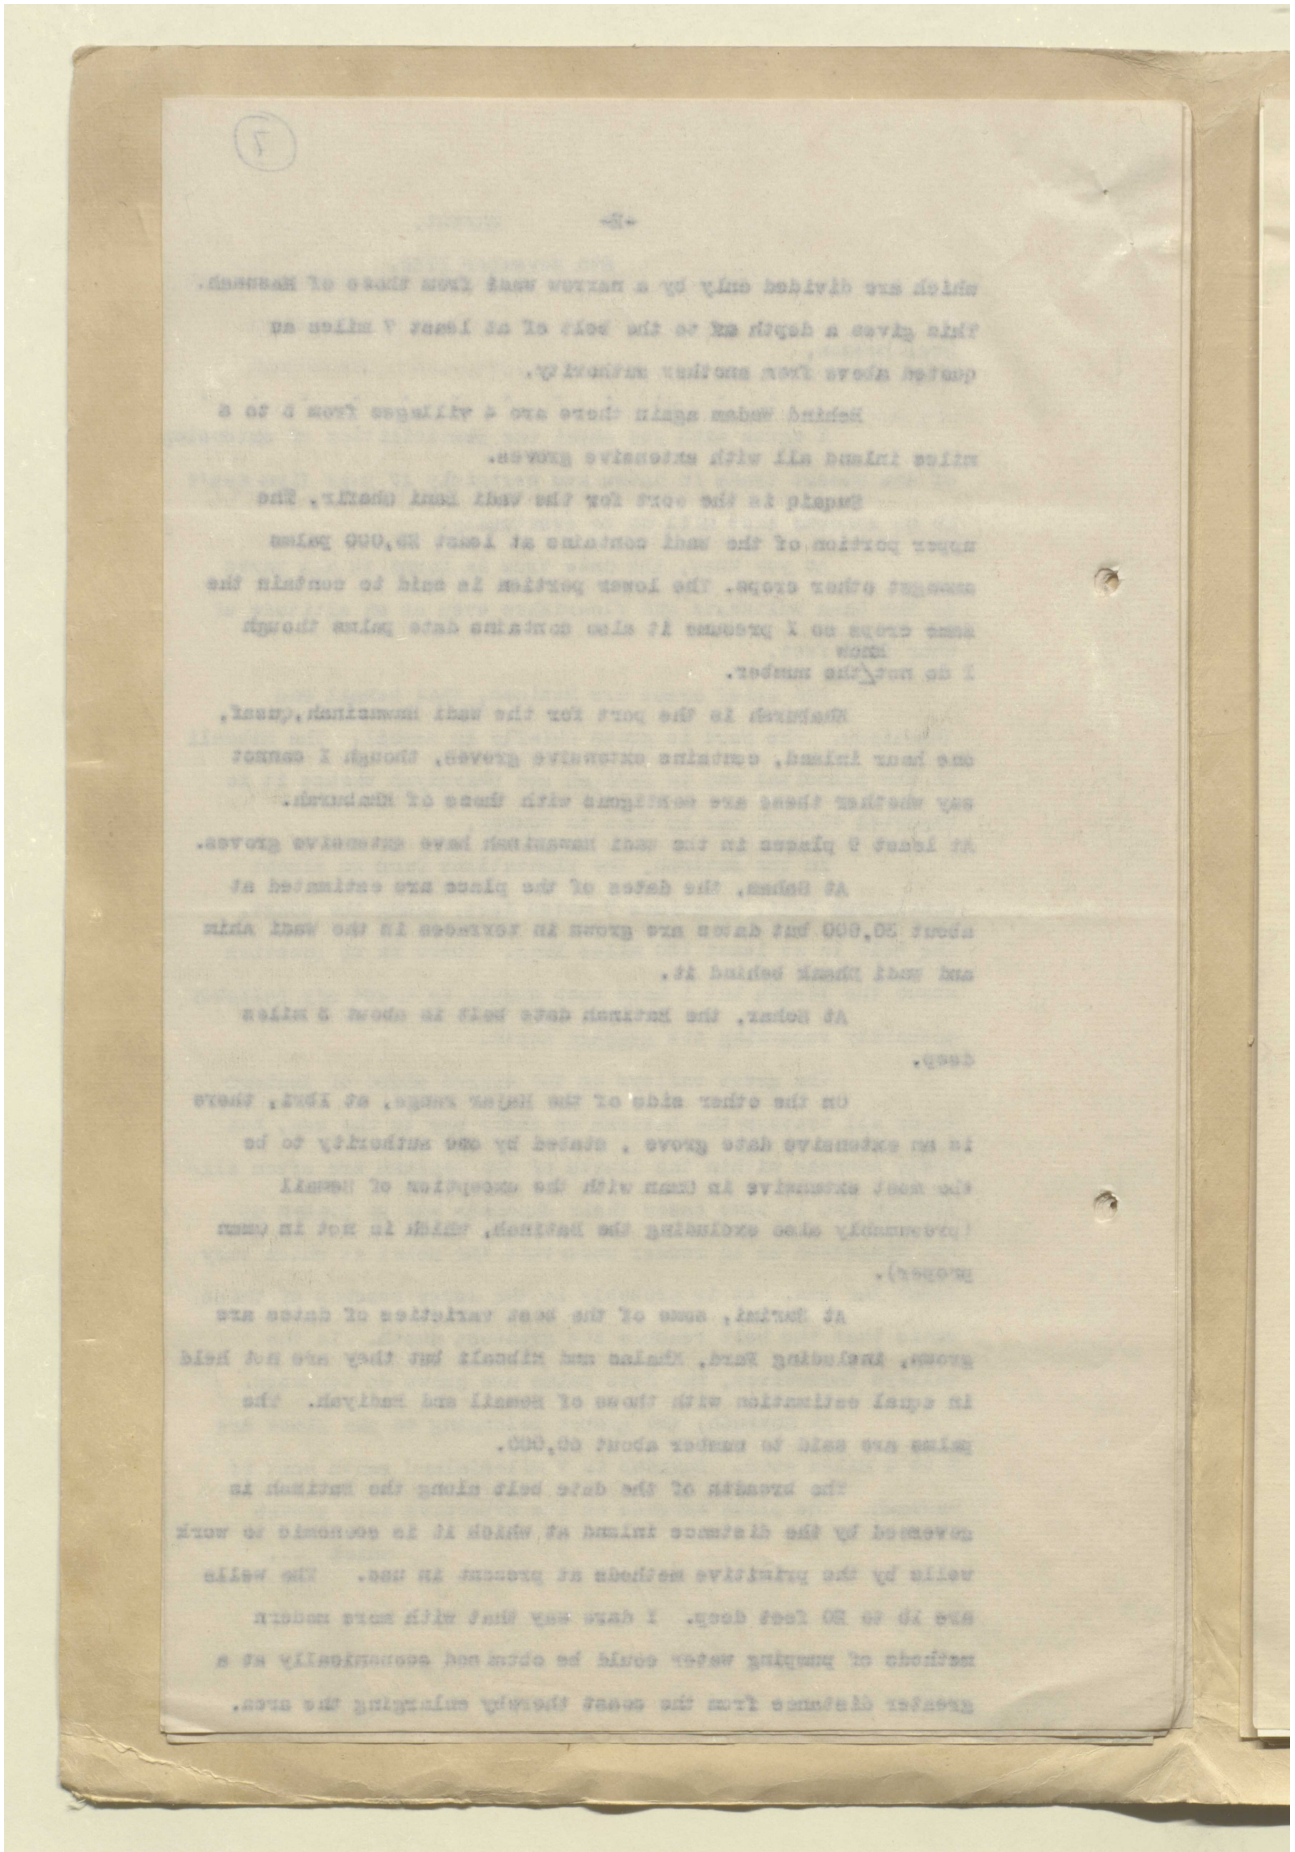 7
-2-
which are divided only by a narrow wadi from those of Masnaah.
This gives a depth to the belt of at least 7 miles as
quoted above from another authority.
Behind Wudam again there are 4 villages from 5 to 8
miles inland all with extensive groves.
Suwaiq is the port for the Wadi Bani Ghafir, The
upper portion of the Wadi contains at least 25,000 palms
amongst other crops. The lower portion is said to contain the
same crops so I presume it also contains date palms though
know
I do not/the number.
Khaburah is the port for the Wadi Hawasinah,
one hour inland, contains extensive groves, though I cannot
say whether these are contigous with those of Khaburah.
At least 9 places in the Wadi Hawasinah have extensive groves.
At Saham, the dates of the place are estimated at
about 20,000 but dates are grown in terraces in the Wadi Ahin
and Wadi behind it.
At Sohar, the Batinah date belt is about 3 miles
deep.
On the other side of the Hajar range, at Ibri, there
is an extensive date grove , stated by one authority to be
the most extensive in Oman with the exception of Semail
(presumably also excluding the Batinah, which is not in Oman
proper).
At Barimi, some of the best varieties of dates are
grown, including Fard, Khalas and but they are not held
in equal estimation with those of Semail and Badiyah. The
palms are said to number about 60,000.
The breadth of the date belt along the Batinah is
governed by the distance inland at which it is economic to work
wells by the primitive methods at present in use. The wells
are 15 to 20 feet deep. I dare say that with more modern
methods of pumping water could be obtained economically at a
greater distance from the coast thereby enlarging the area.